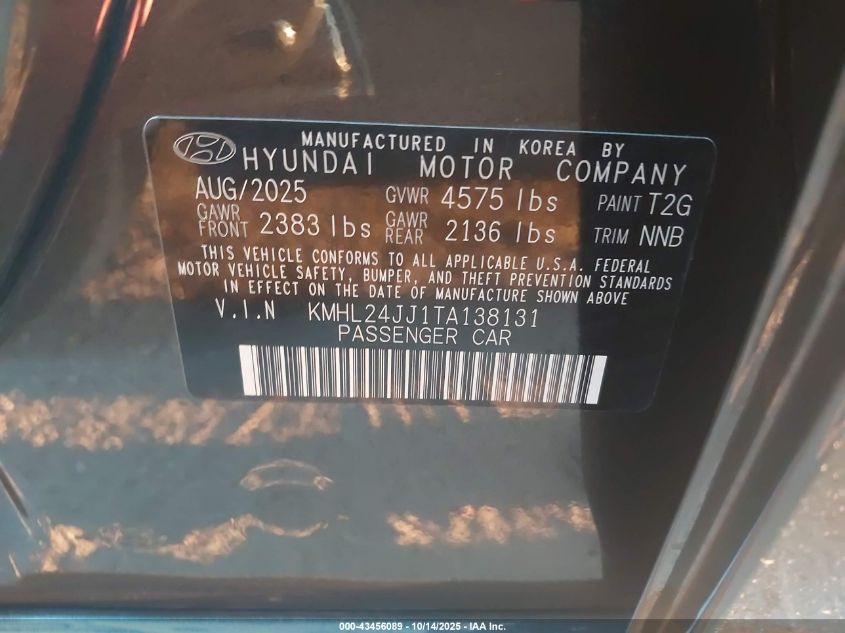 MANUFACTURED IN KOREA BY
HYUNDAI MOTOR COMPANY
AUG/2025 GVWR 4575 lbs PAINT T2G
GAWR FRONT 2383 lbs GAWR REAR 2136 lbs TRIM NNB
THIS VEHICLE CONFORMS TO ALL APPLICABLE U.S.A. FEDERAL
MOTOR VEHICLE SAFETY, BUMPER, AND THEFT PREVENTION STANDARDS
IN EFFECT ON THE DATE OF MANUFACTURE SHOWN ABOVE
V.I.N KMHL24JJ1TA138131
PASSENGER CAR
000-43456089 - 10/14/2025 - IAA Inc.